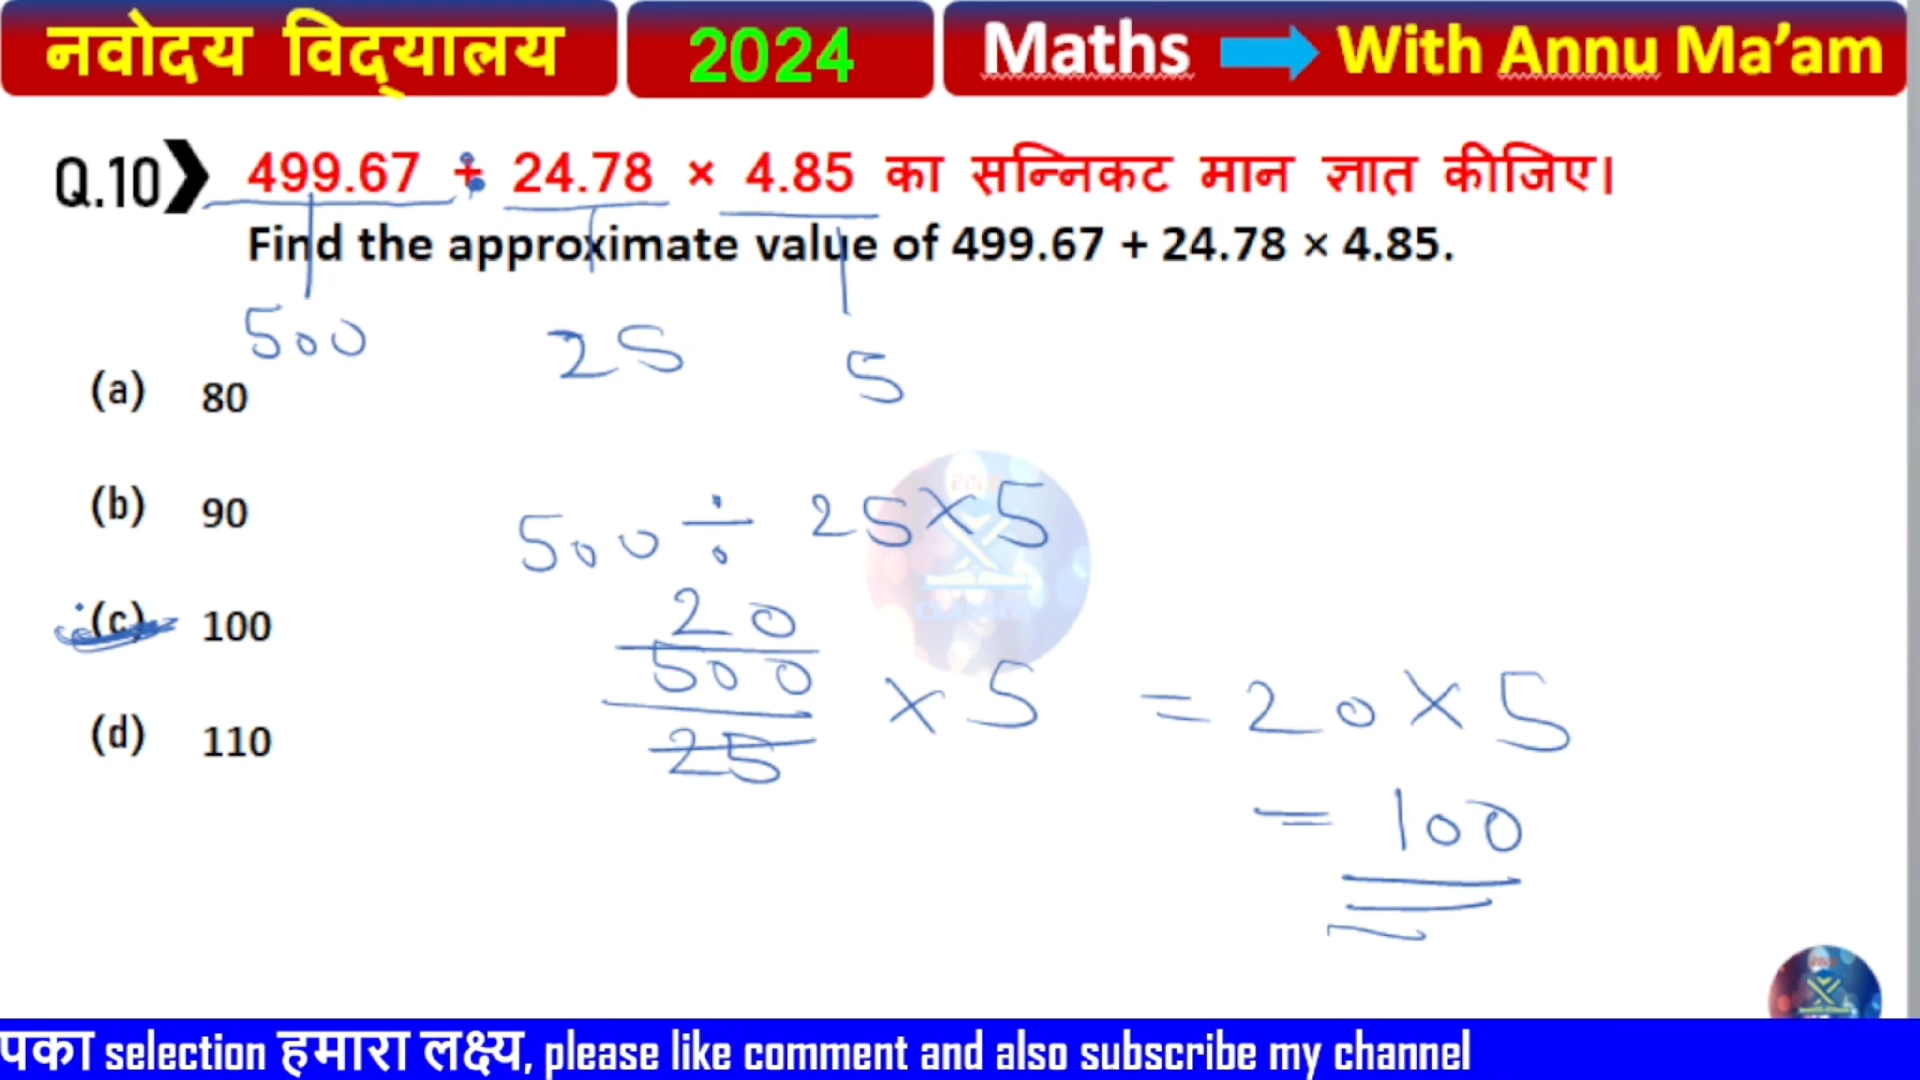 नवोदय विद्यालय 2024 Maths With Annu Ma'am
Q.10 499.67 ÷ 24.78 × 4.85 का सन्निकट मान ज्ञात कीजिए।
Find the approximate value of 499.67 + 24.78 × 4.85.
500 25 5
(a) 80
(b) 90
500 ÷ 25 × 5
(c) 100
20
500 × 5 = 20 × 5
25
(d) 110
= 100
पका selection हमारा लक्ष्य, please like comment and also subscribe my channel